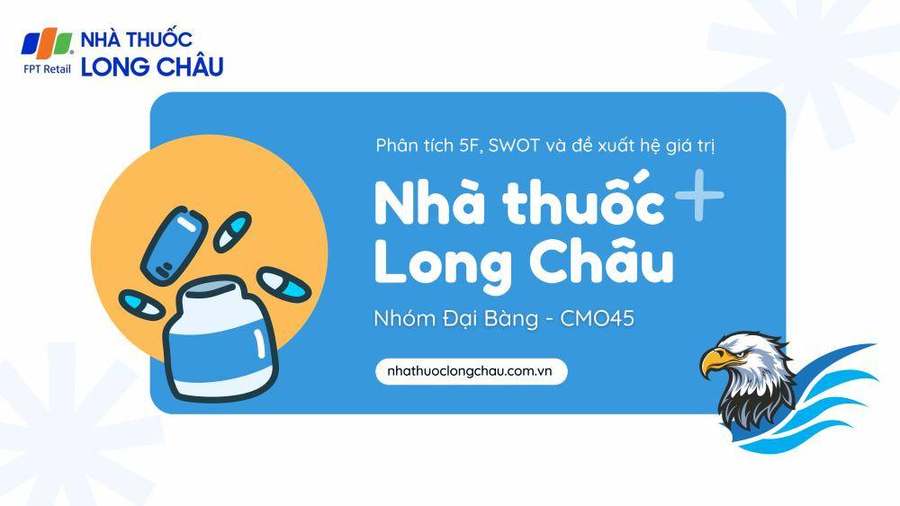 FPT Retail
NHÀ THUỐC
LONG CHÂU
Phân tích 5F, SWOT và đề xuất hệ giá trị
Nhà thuốc
Long Châu
Nhóm Đại Bàng - CMO45
nhathuoclongchau.com.vn